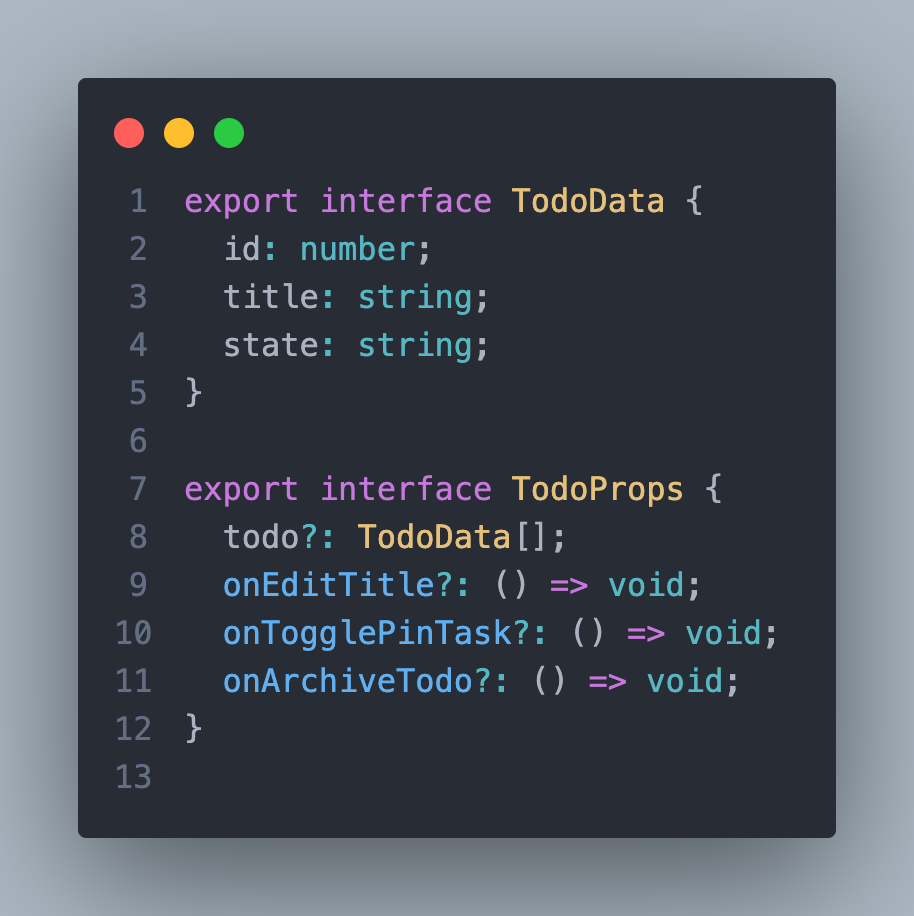 1 export interface TodoData {
2   id: number;
3   title: string;
4   state: string;
5 }
6
7 export interface TodoProps {
8   todo?: TodoData[];
9   onEditTitle?: () => void;
10   onTogglePinTask?: () => void;
11   onArchiveTodo?: () => void;
12 }
13